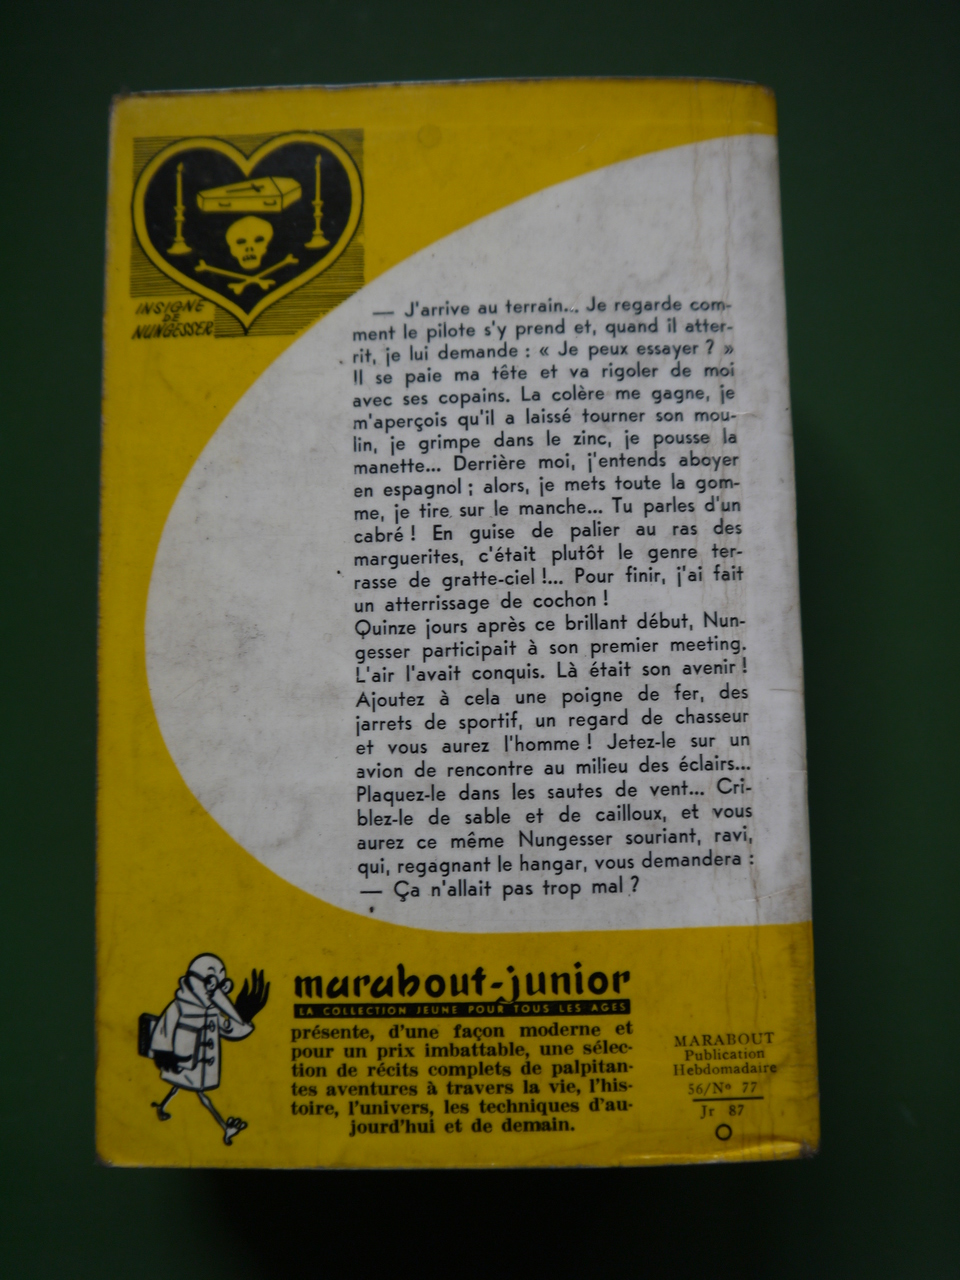 INSIGNE
DE
NUNGESSER
— J'arrive au terrain... Je regarde com-
ment le pilote s'y prend et, quand il atter-
rit, je lui demande : « Je peux essayer ? »
Il se paie ma tête et va rigoler de moi
avec ses copains. La colère me gagne, je
m'aperçois qu'il a laissé tourner son mou-
lin, je grimpe dans le zinc, je pousse la
manette... Derrière moi, j'entends aboyer
en espagnol ; alors, je mets toute la gom-
me, je tire sur le manche... Tu parles d'un
cabré ! En guise de palier au ras des
marguerites, c'était plutôt le genre ter-
rasse de gratte-ciel !... Pour finir, j'ai fait
un atterrissage de cochon !
Quinze jours après ce brillant début, Nun-
gesser participait à son premier meeting.
L'air l'avait conquis. Là était son avenir !
Ajoutez à cela une poigne de fer, des
jarrets de sportif, un regard de chasseur
et vous aurez l'homme ! Jetez-le sur un
avion de rencontre au milieu des éclairs...
Plaquez-le dans les sautes de vent... Cri-
blez-le de sable et de cailloux, et vous
aurez ce même Nungesser souriant, ravi,
qui, regagnant le hangar, vous demandera :
— Ça n'allait pas trop mal ?
marabout-junior
LA COLLECTION JEUNE POUR TOUS LES AGES
présente, d'une façon moderne et
pour un prix imbattable, une sélec-
tion de récits complets de palpitan-
tes aventures à travers la vie, l'his-
toire, l'univers, les techniques d'au-
jourd'hui et de demain.
MARABOUT
Publication
Hebdomadaire
56/N° 77
Jr 87